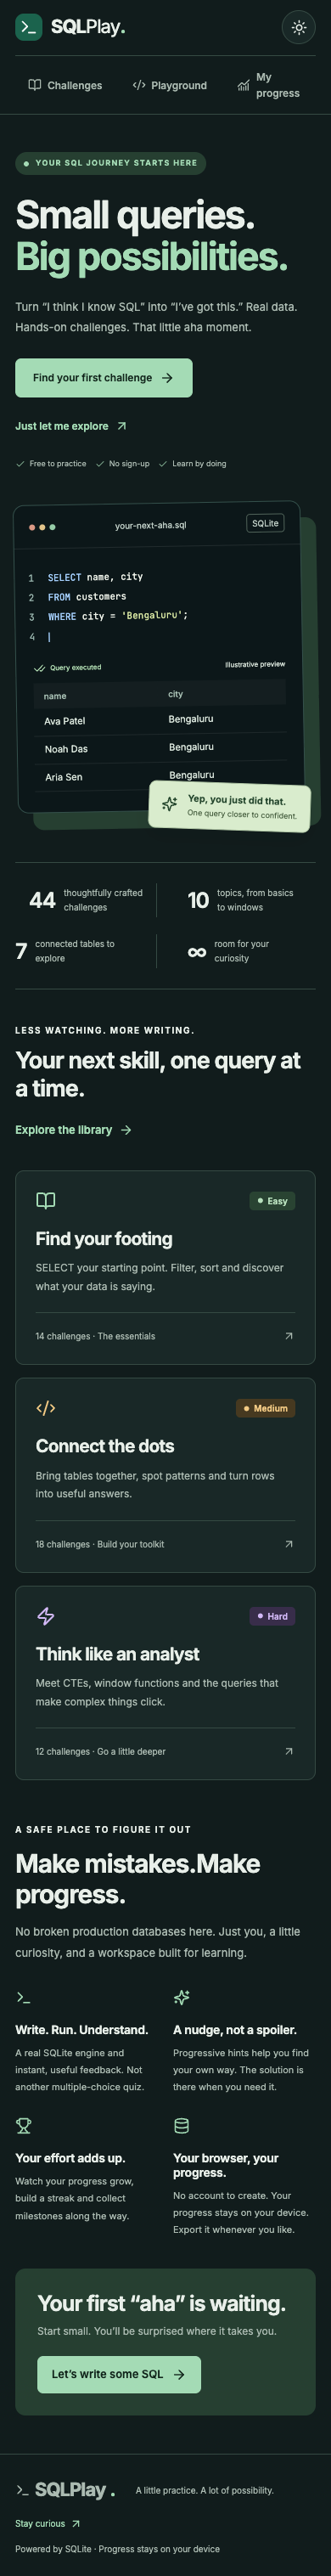 SQLPlay.
Challenges
Playground
My
progress
YOUR SQL JOURNEY STARTS HERE
Small queries.
Big possibilities.
Turn “I think I know SQL” into “I’ve got this.” Real data.
Hands-on challenges. That little aha moment.
Find your first challenge
Just let me explore
Free to practice
No sign-up
Learn by doing
your-next-aha.sql
SQLite
1 SELECT name, city
2 FROM customers
3 WHERE city = 'Bengaluru';
4
Query executed
Illustrative preview
name city
Ava Patel Bengaluru
Noah Das Bengaluru
Aria Sen Bengaluru
Yep, you just did that.
One query closer to confident.
44 thoughtfully crafted
challenges
10 topics, from basics
to windows
7 connected tables to
explore
∞ room for your
curiosity
LESS WATCHING. MORE WRITING.
Your next skill, one query at
a time.
Explore the library
Easy
Find your footing
SELECT your starting point. Filter, sort and discover
what your data is saying.
14 challenges · The essentials
Medium
Connect the dots
Bring tables together, spot patterns and turn rows
into useful answers.
18 challenges · Build your toolkit
Hard
Think like an analyst
Meet CTEs, window functions and the queries that
make complex things click.
12 challenges · Go a little deeper
A SAFE PLACE TO FIGURE IT OUT
Make mistakes.Make
progress.
No broken production databases here. Just you, a little
curiosity, and a workspace built for learning.
Write. Run. Understand.
A real SQLite engine and
instant, useful feedback. Not
another multiple-choice quiz.
A nudge, not a spoiler.
Progressive hints help you find
your own way. The solution is
there when you need it.
Your effort adds up.
Watch your progress grow,
build a streak and collect
milestones along the way.
Your browser, your
progress.
No account to create. Your
progress stays on your device.
Export it whenever you like.
Your first “aha” is waiting.
Start small. You’ll be surprised where it takes you.
Let’s write some SQL
SQLPlay .
A little practice. A lot of possibility.
Stay curious
Powered by SQLite · Progress stays on your device